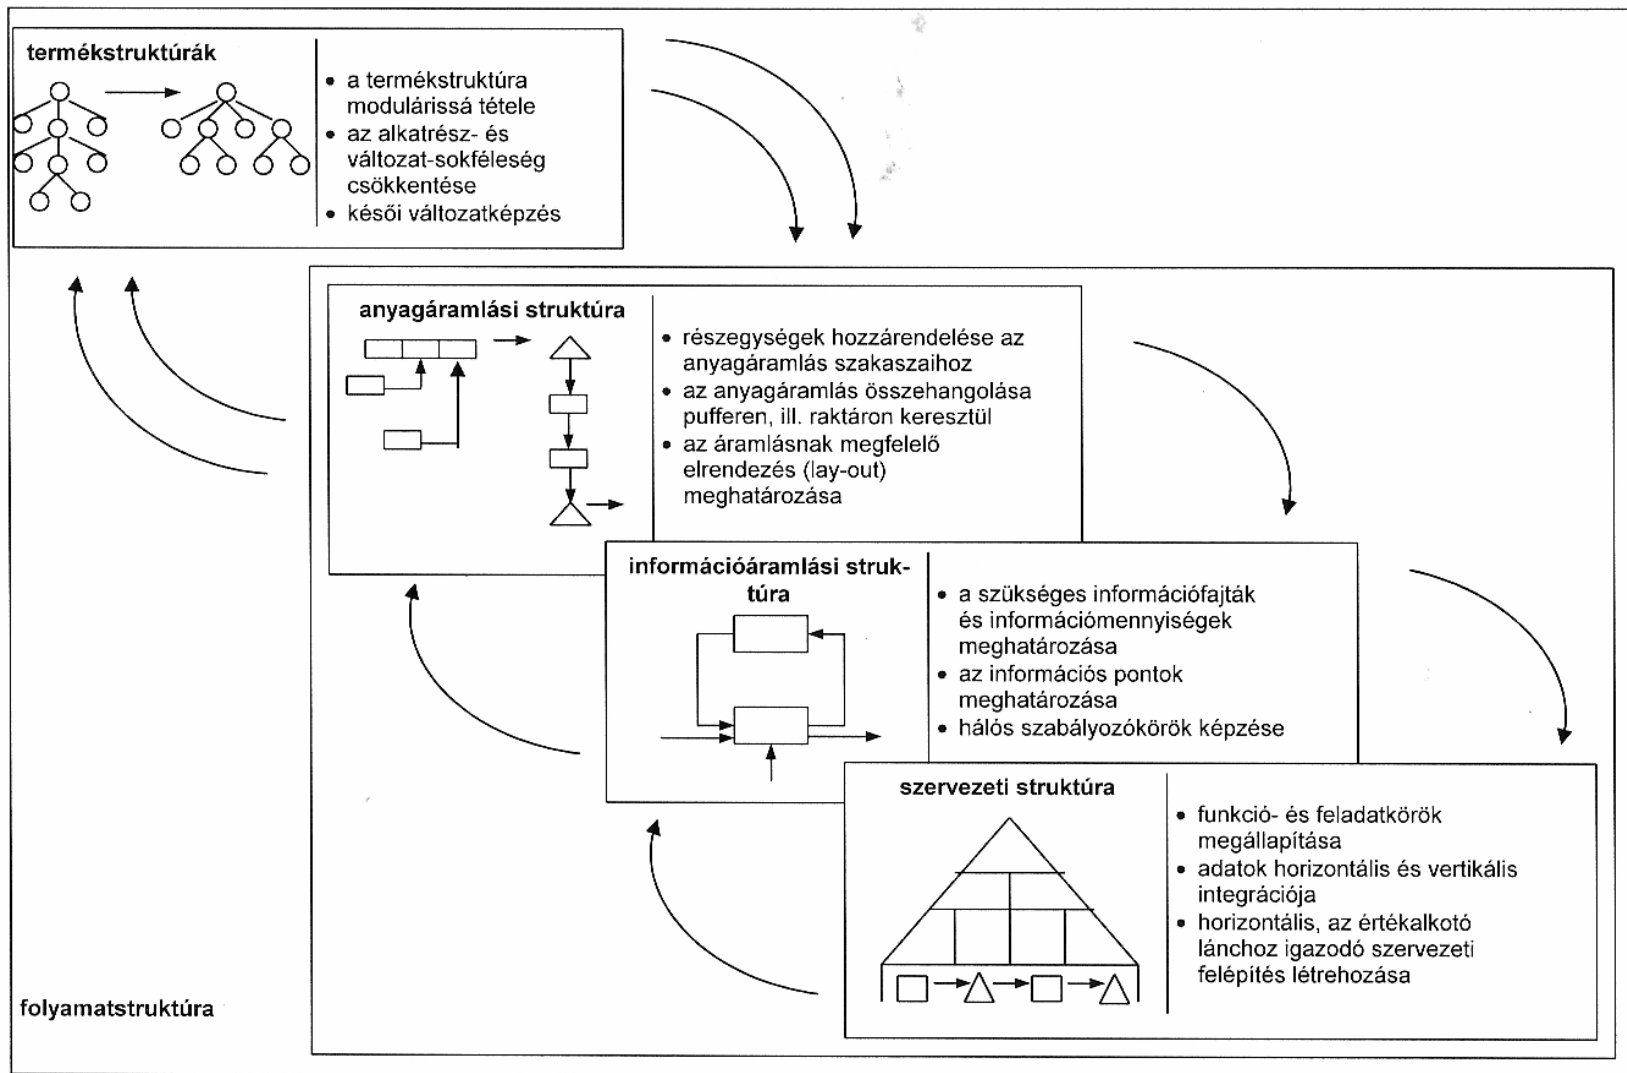 termékstruktúrák
• a termékstruktúra
modulárissá tétele
• az alkatrész- és
változat-sokféleség
csökkentése
• késői változatképzés
anyagáramlási struktúra
• részegységek hozzárendelése az
anyagáramlás szakaszaihoz
• az anyagáramlás összehangolása
pufferen, ill. raktáron keresztül
• az áramlásnak megfelelő
elrendezés (lay-out)
meghatározása
információáramlási struk-
túra
• a szükséges információfajták
és információmennyiségek
meghatározása
• az információs pontok
meghatározása
• hálós szabályozókörök képzése
szervezeti struktúra
• funkció- és feladatkörök
megállapítása
• adatok horizontális és vertikális
integrációja
• horizontális, az értékalkotó
lánchoz igazodó szervezeti
felépítés létrehozása
folyamatstruktúra